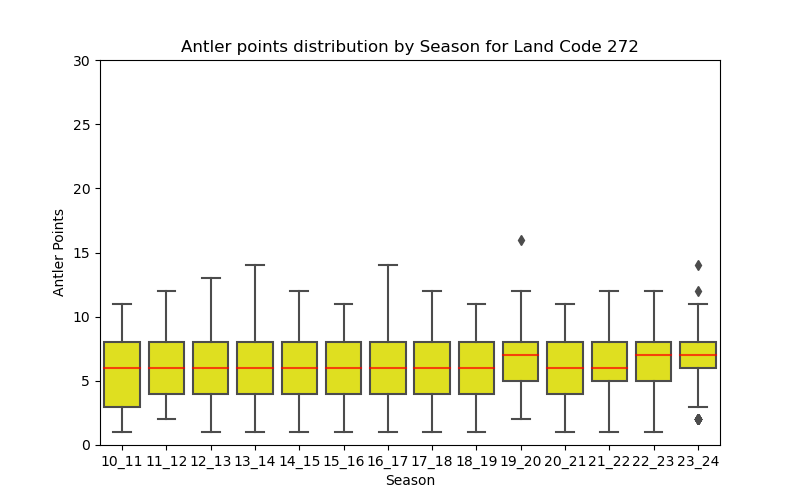 Antler points distribution by Season for Land Code 272
30
25
20
15
10
5
0
Antler Points
10_11 11_12 12_13 13_14 14_15 15_16 16_17 17_18 18_19 19_20 20_21 21_22 22_23 23_24
Season